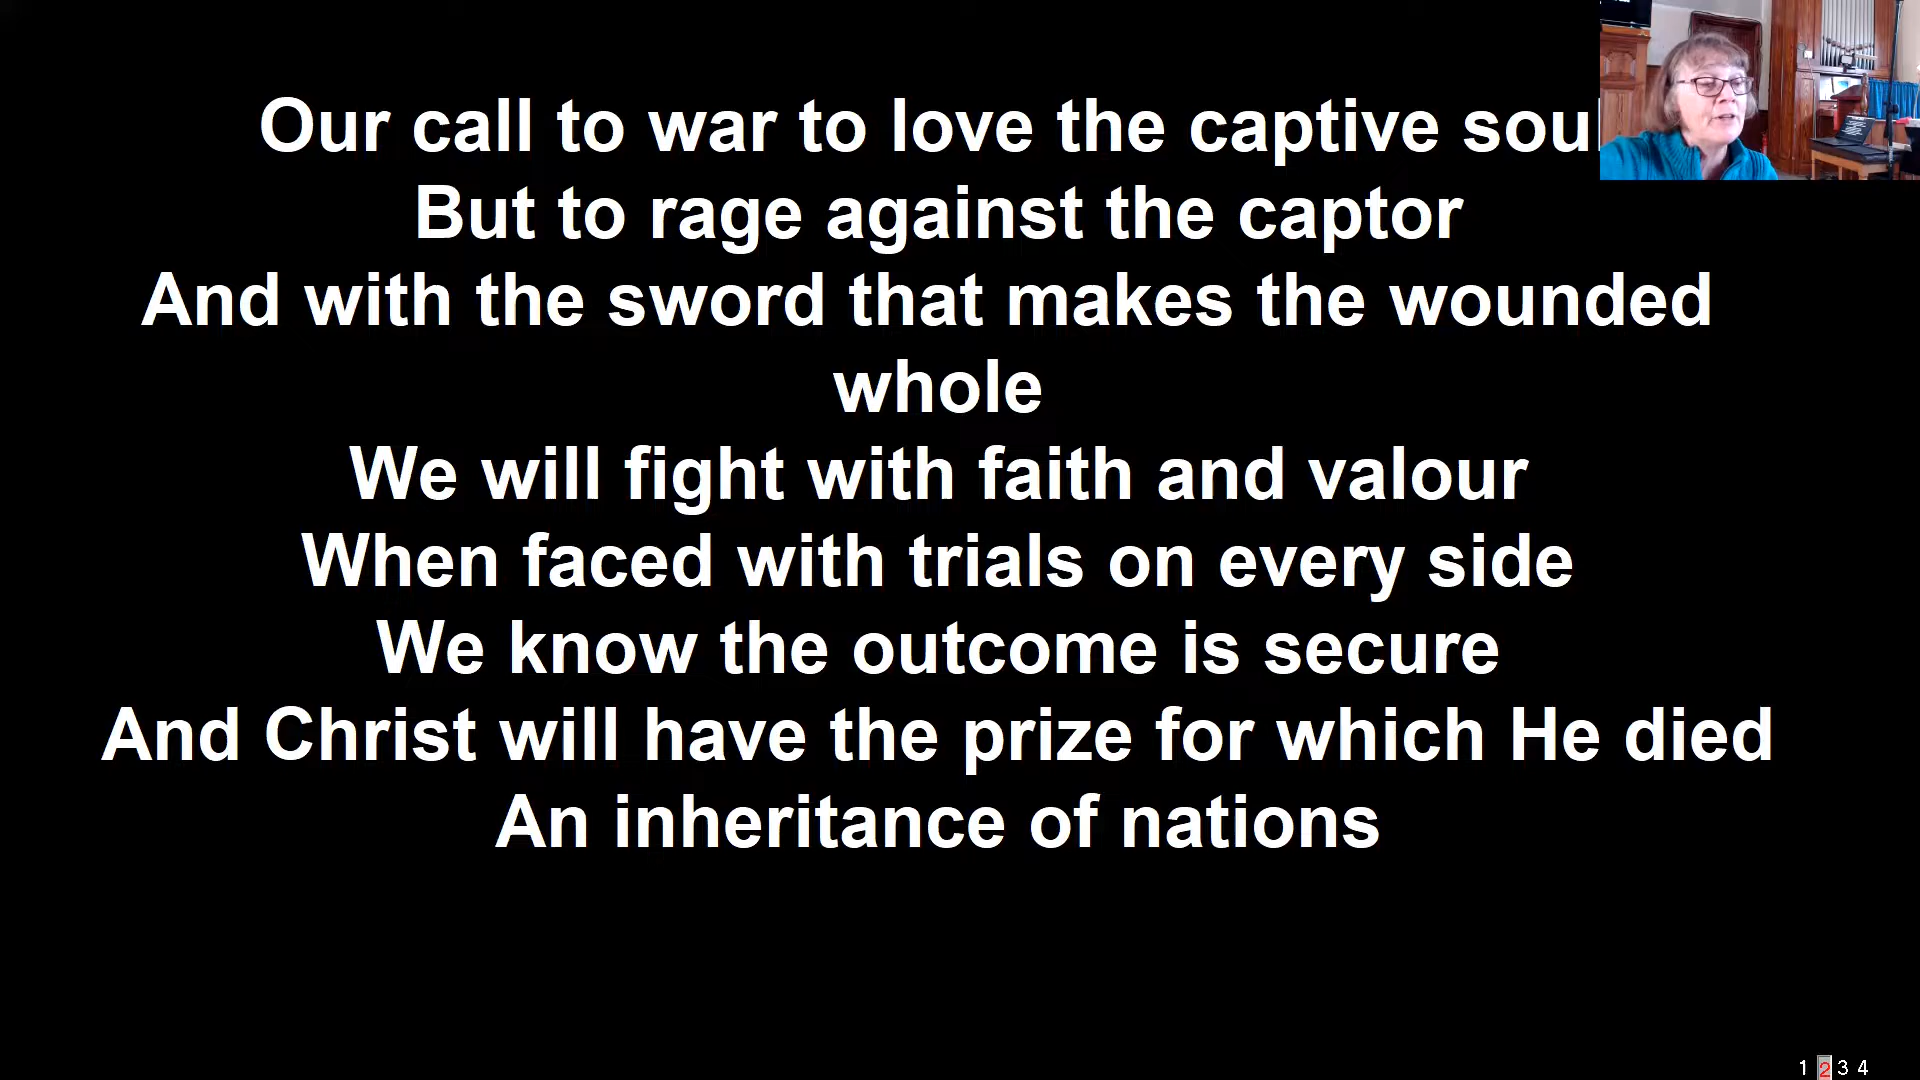 Our call to war to love the captive soul
But to rage against the captor
And with the sword that makes the wounded
whole
We will fight with faith and valour
When faced with trials on every side
We know the outcome is secure
And Christ will have the prize for which He died
An inheritance of nations
1 2 3 4